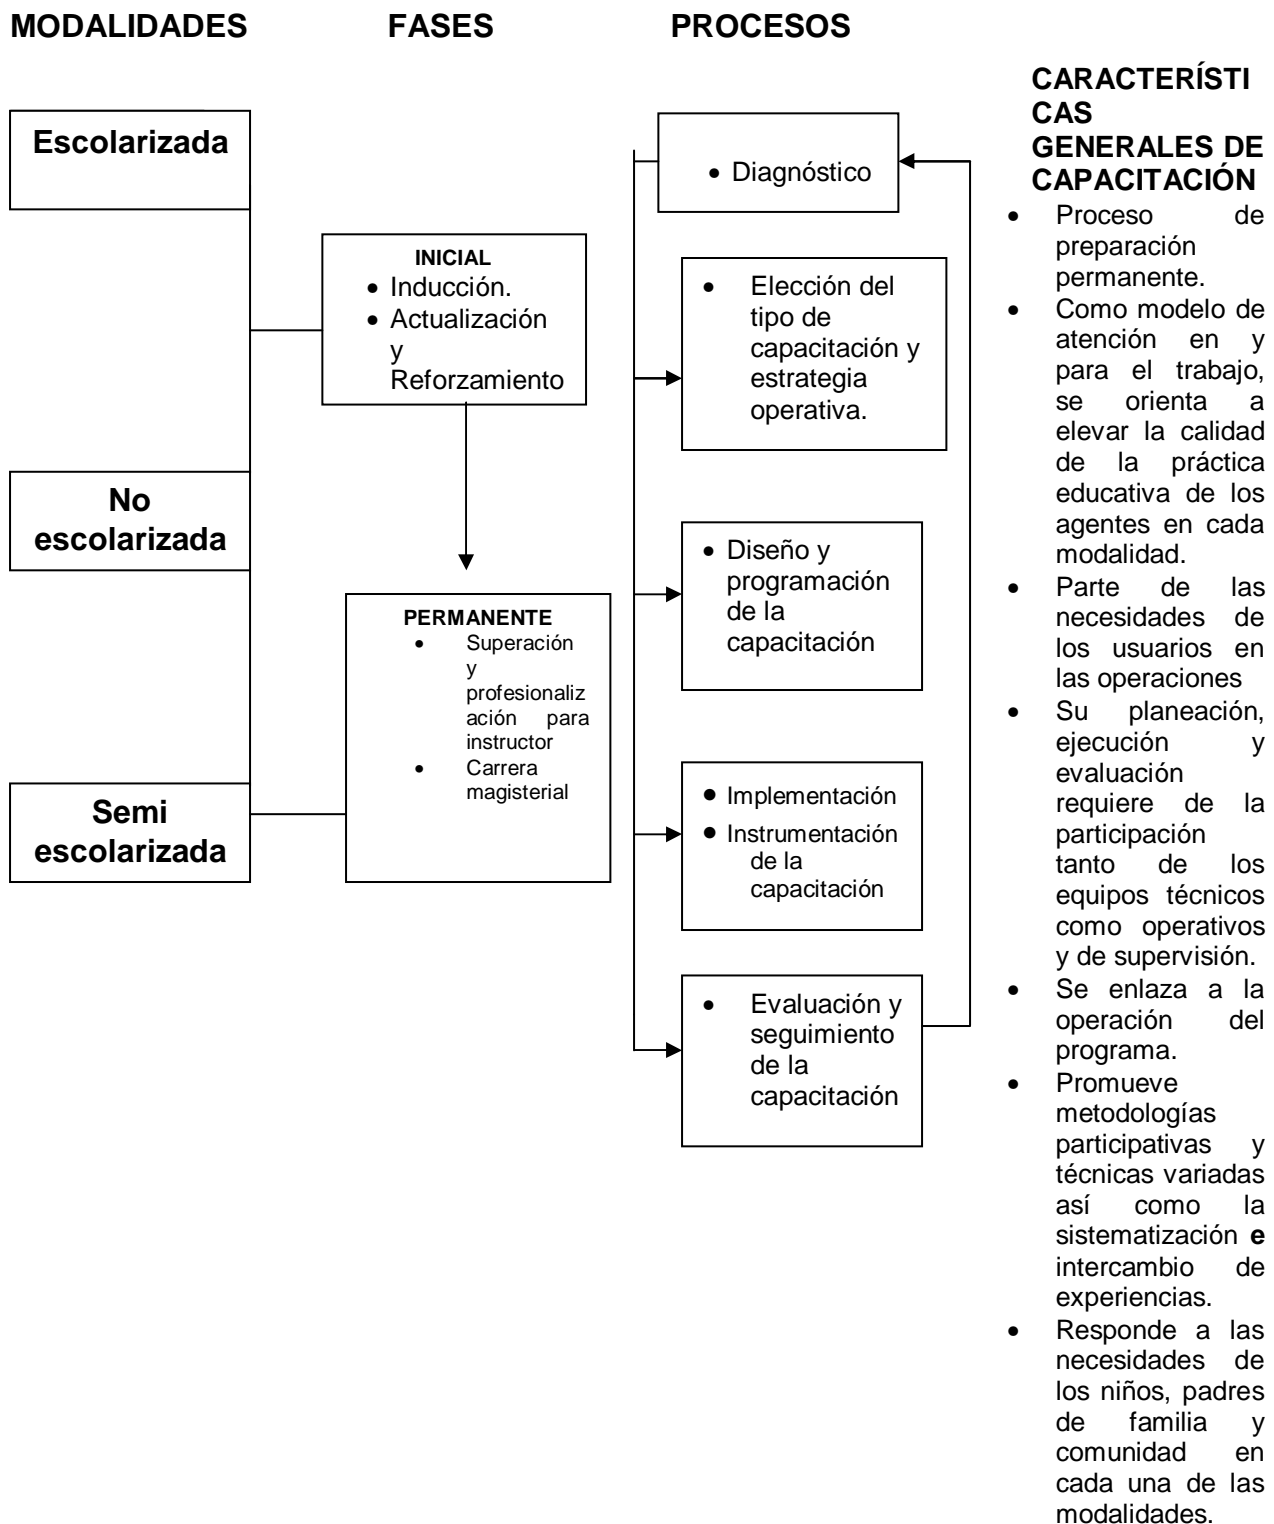 MODALIDADES
FASES
PROCESOS
Escolarizada
No
escolarizada
Semi
escolarizada
INICIAL
• Inducción.
• Actualización
y
Reforzamiento
PERMANENTE
• Superación
y
profesionaliz
ación para
instructor
• Carrera
magisterial
• Diagnóstico
• Elección del
tipo de
capacitación y
estrategia
operativa.
• Diseño y
programación
de la
capacitación
• Implementación
• Instrumentación
de la
capacitación
• Evaluación y
seguimiento
de la
capacitación
CARACTERÍSTI
CAS
GENERALES DE
CAPACITACIÓN
• Proceso de
preparación
permanente.
• Como modelo de
atención en y
para el trabajo,
se orienta a
elevar la calidad
de la práctica
educativa de los
agentes en cada
modalidad.
• Parte de las
necesidades de
los usuarios en
las operaciones
• Su planeación,
ejecución y
evaluación
requiere de la
participación
tanto de los
equipos técnicos
como operativos
y de supervisión.
• Se enlaza a la
operación del
programa.
• Promueve
metodologías
participativas y
técnicas variadas
así como la
sistematización e
intercambio de
experiencias.
• Responde a las
necesidades de
los niños, padres
de familia y
comunidad en
cada una de las
modalidades.